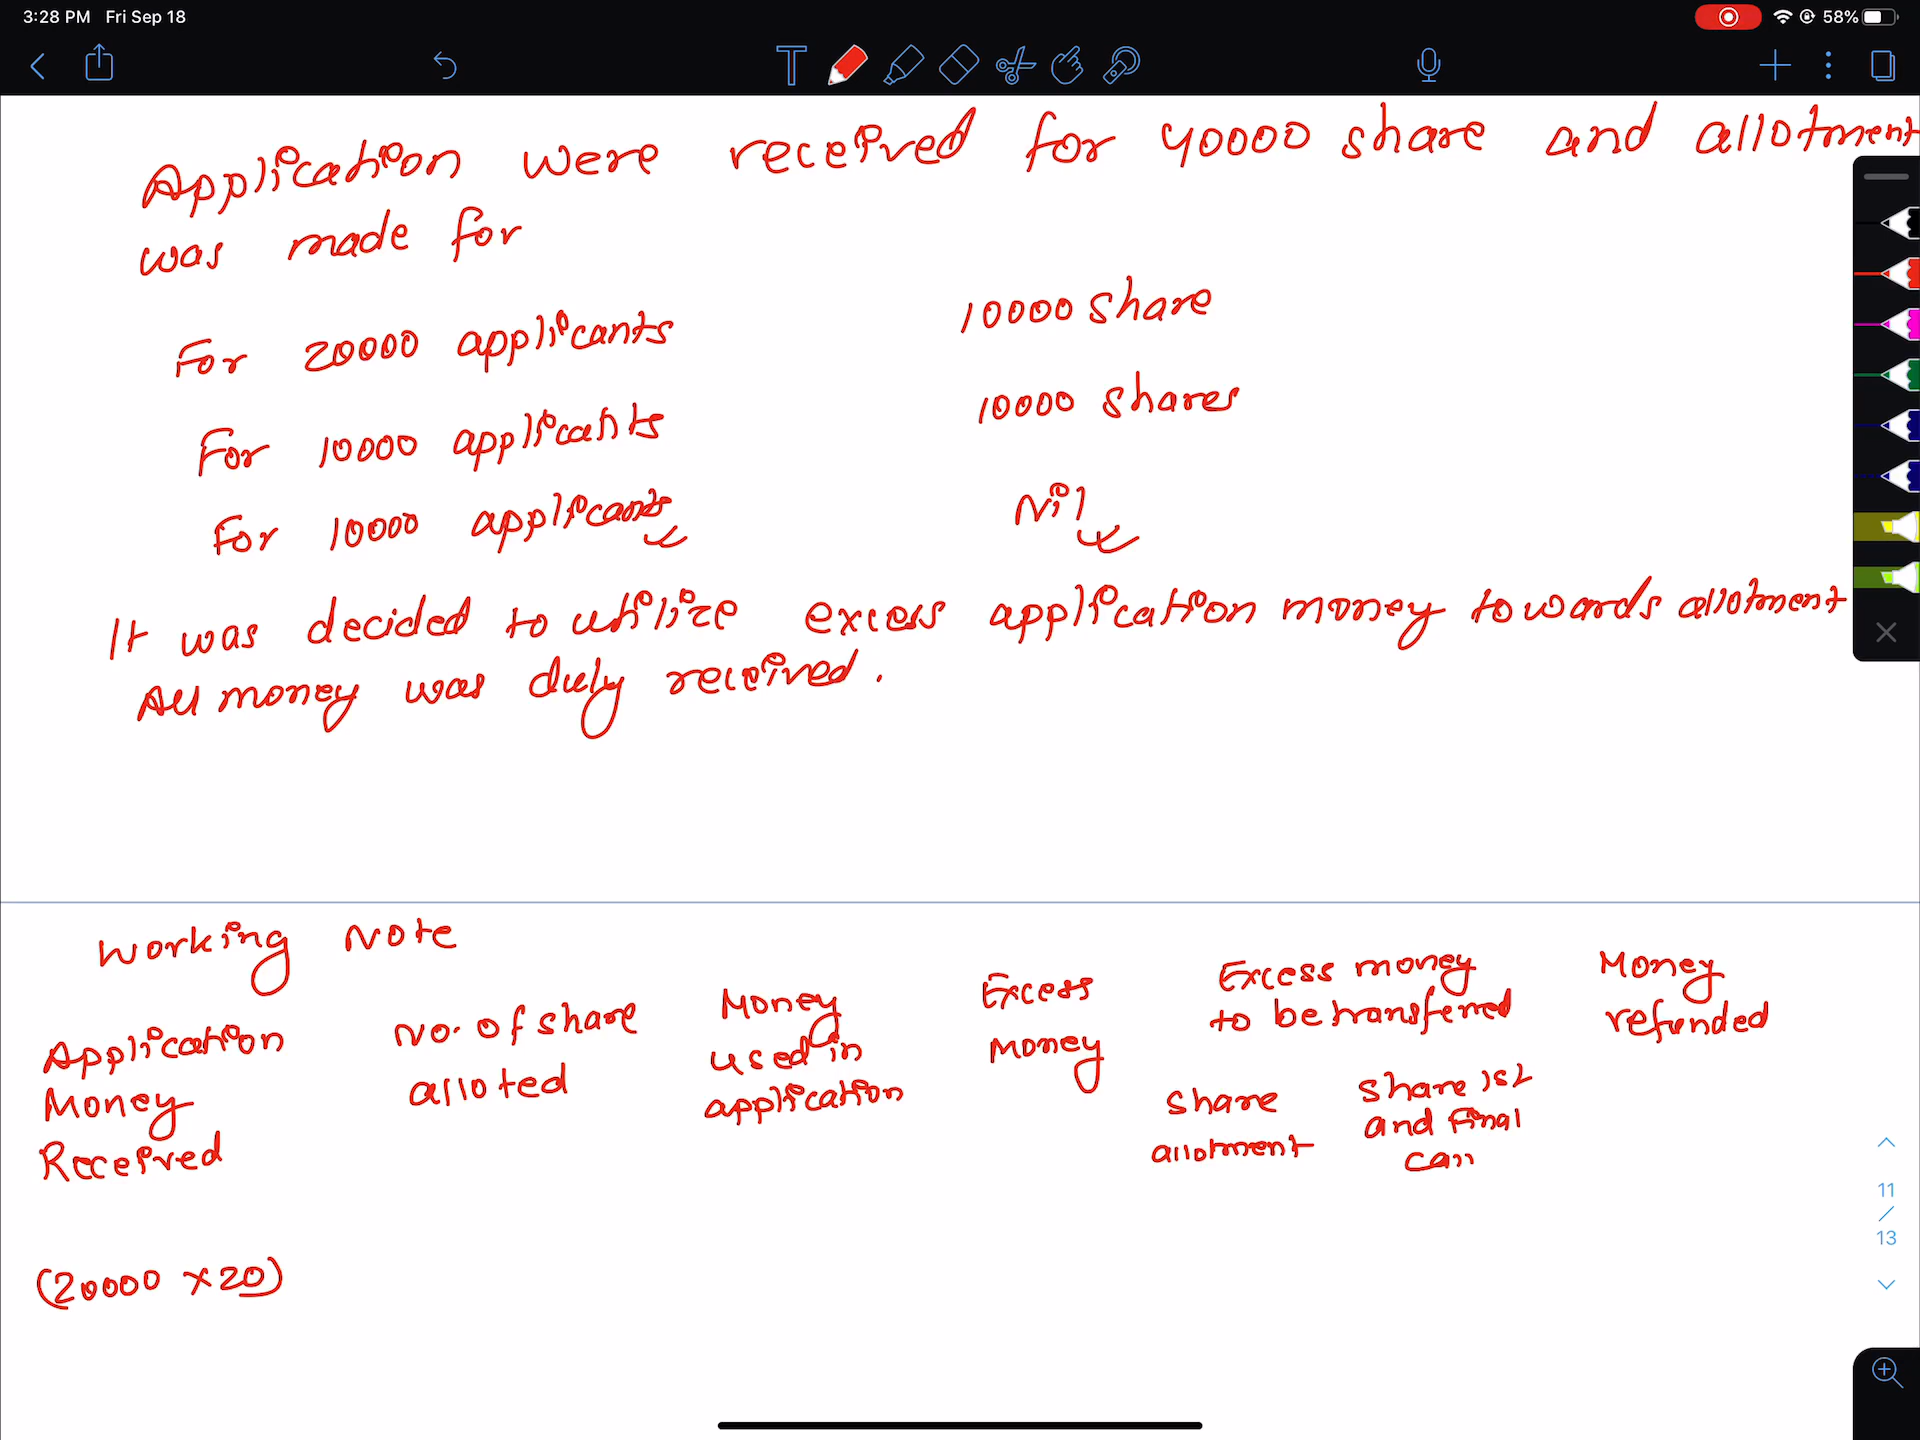 3:28 PM Fri Sep 18
58%
Application were received for 40000 share and allotment
was made for
For 20000 applicants 10000 share
For 10000 applicants 10000 shares
For 10000 applicants Nil
It was decided to utilize excess application money towards allotment
All money was duly received.
Working Note
Application Money Received
No. of share alloted
Money used in application
Excess Money
Excess money to be transferred
Share allotment
Share 1st and final call
Money refunded
(20000 x 20)
11
/
13